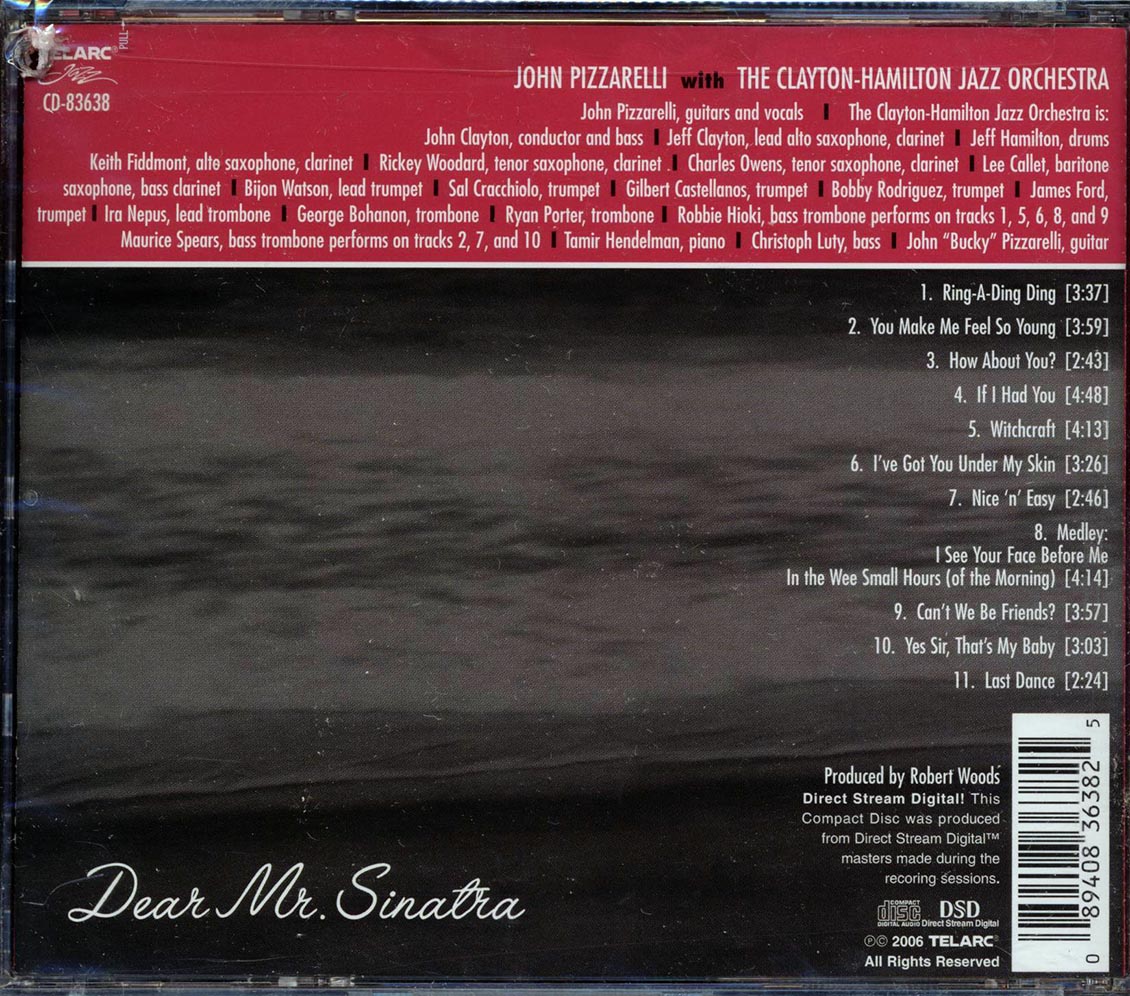 TELARC®
PULL
Jazz
CD-83638
JOHN PIZZARELLI with THE CLAYTON-HAMILTON JAZZ ORCHESTRA
John Pizzarelli, guitars and vocals | The Clayton-Hamilton Jazz Orchestra is:
John Clayton, conductor and bass | Jeff Clayton, lead alto saxophone, clarinet | Jeff Hamilton, drums
Keith Fiddmont, alto saxophone, clarinet | Rickey Woodard, tenor saxophone, clarinet | Charles Owens, tenor saxophone, clarinet | Lee Callet, baritone
saxophone, bass clarinet | Bijon Watson, lead trumpet | Sal Cracchiolo, trumpet | Gilbert Castellanos, trumpet | Bobby Rodriguez, trumpet | James Ford,
trumpet | Ira Nepus, lead trombone | George Bohanon, trombone | Ryan Porter, trombone | Robbie Hioki, bass trombone performs on tracks 1, 5, 6, 8, and 9
Maurice Spears, bass trombone performs on tracks 2, 7, and 10 | Tamir Hendelman, piano | Christoph Luty, bass | John “Bucky” Pizzarelli, guitar
1. Ring-A-Ding Ding [3:37]
2. You Make Me Feel So Young [3:59]
3. How About You? [2:43]
4. If I Had You [4:48]
5. Witchcraft [4:13]
6. I’ve Got You Under My Skin [3:26]
7. Nice ’n’ Easy [2:46]
8. Medley:
I See Your Face Before Me
In the Wee Small Hours (of the Morning) [4:14]
9. Can’t We Be Friends? [3:57]
10. Yes Sir, That’s My Baby [3:03]
11. Last Dance [2:24]
Produced by Robert Woods
Direct Stream Digital! This
Compact Disc was produced
from Direct Stream Digital™
masters made during the
recoring sessions.
COMPACT disc DIGITAL AUDIO
DSD Direct Stream Digital
℗© 2006 TELARC®
All Rights Reserved
0 89408 36382 5
Dear Mr. Sinatra